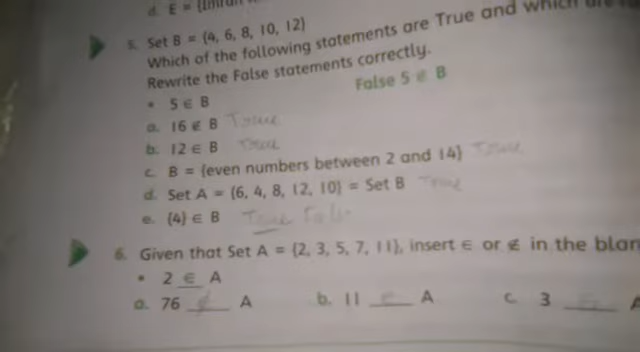 d. E =
5. Set B = {4, 6, 8, 10, 12}
Which of the following statements are True and which are
Rewrite the False statements correctly.
• 5 ∈ B False 5 ∉ B
a. 16 ∉ B True
b. 12 ∈ B True
c. B = {even numbers between 2 and 14} True
d. Set A = {6, 4, 8, 12, 10} = Set B True
e. {4} ∈ B True False
6. Given that Set A = {2, 3, 5, 7, 11}, insert ∈ or ∉ in the
• 2 ∈ A
a. 76 ∉ A b. 11 ∈ A c. 3 ___